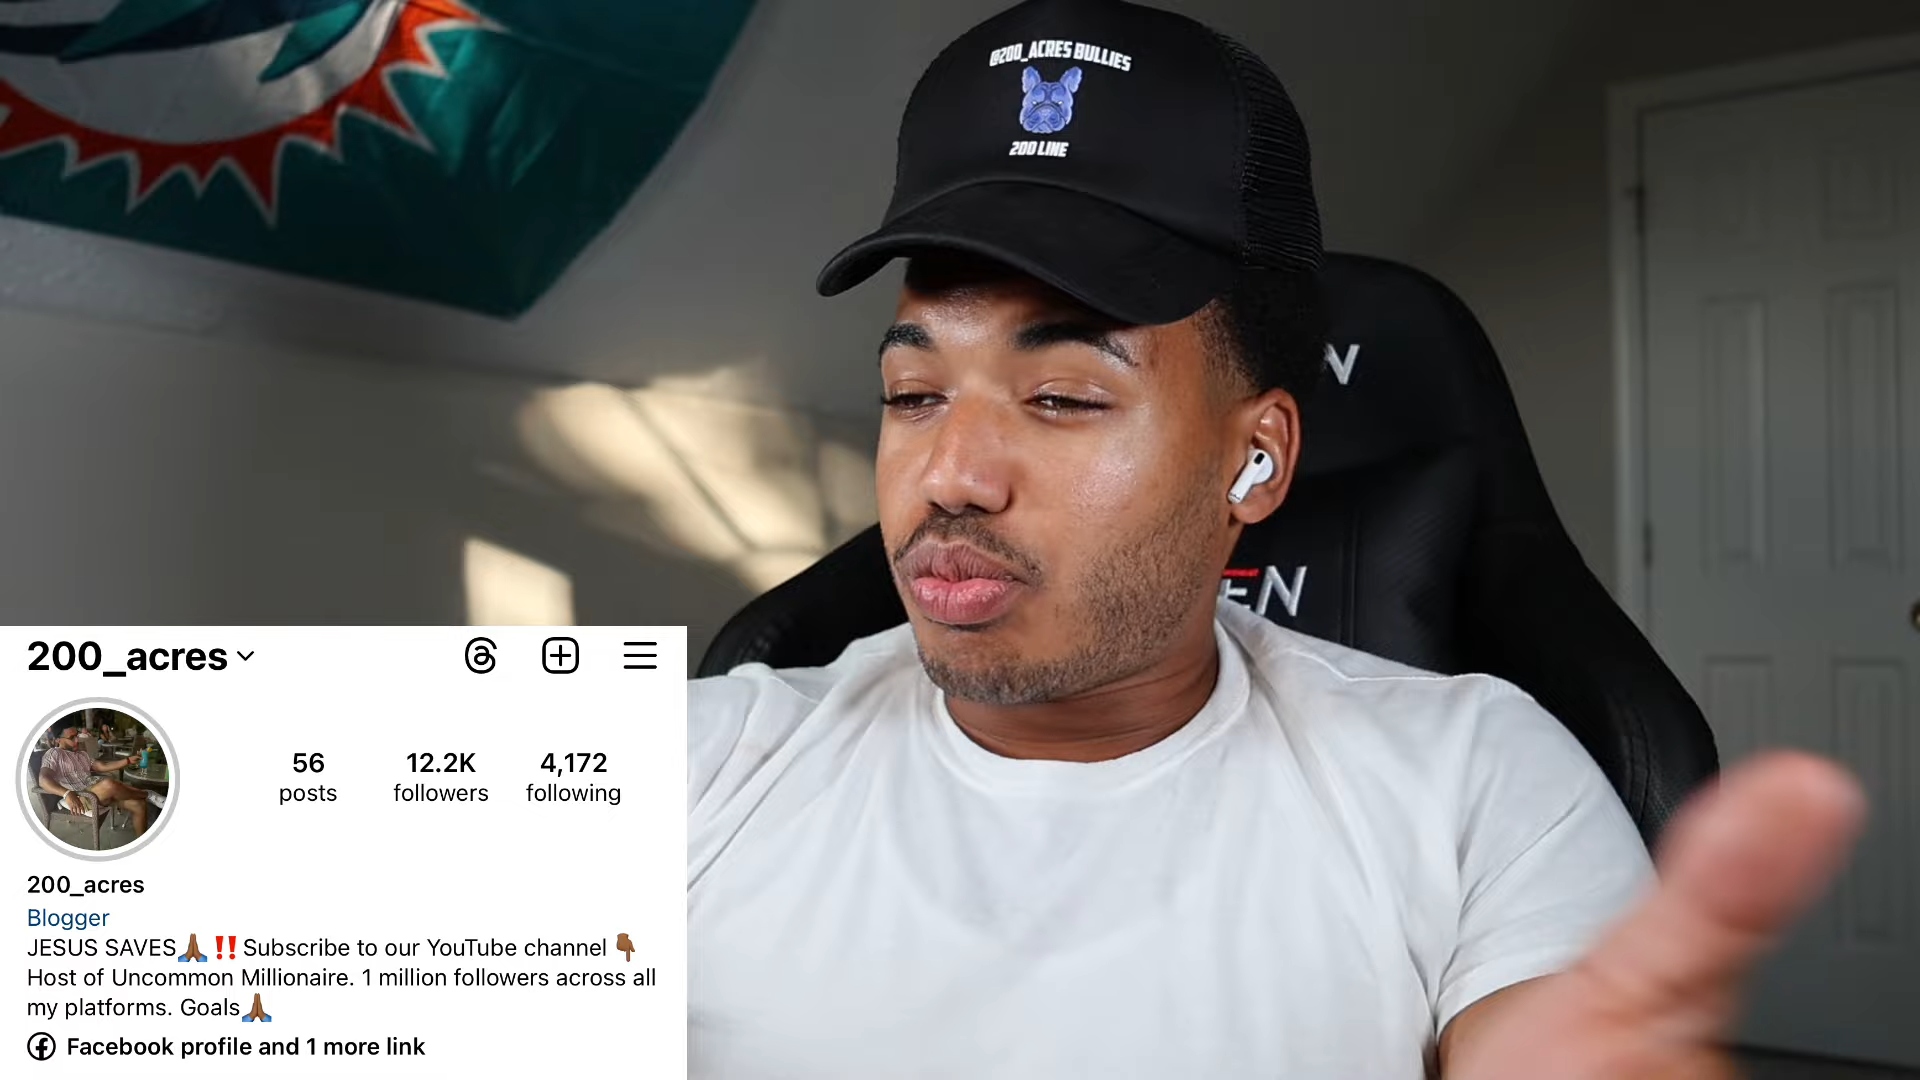 @200_ACRES BULLIES
200 LINE
N
EN
200_acres
56
posts
12.2K
followers
4,172
following
200_acres
Blogger
JESUS SAVES🙏🏾‼️Subscribe to our YouTube channel👇🏾
Host of Uncommon Millionaire. 1 million followers across all
my platforms. Goals🙏🏾
Facebook profile and 1 more link